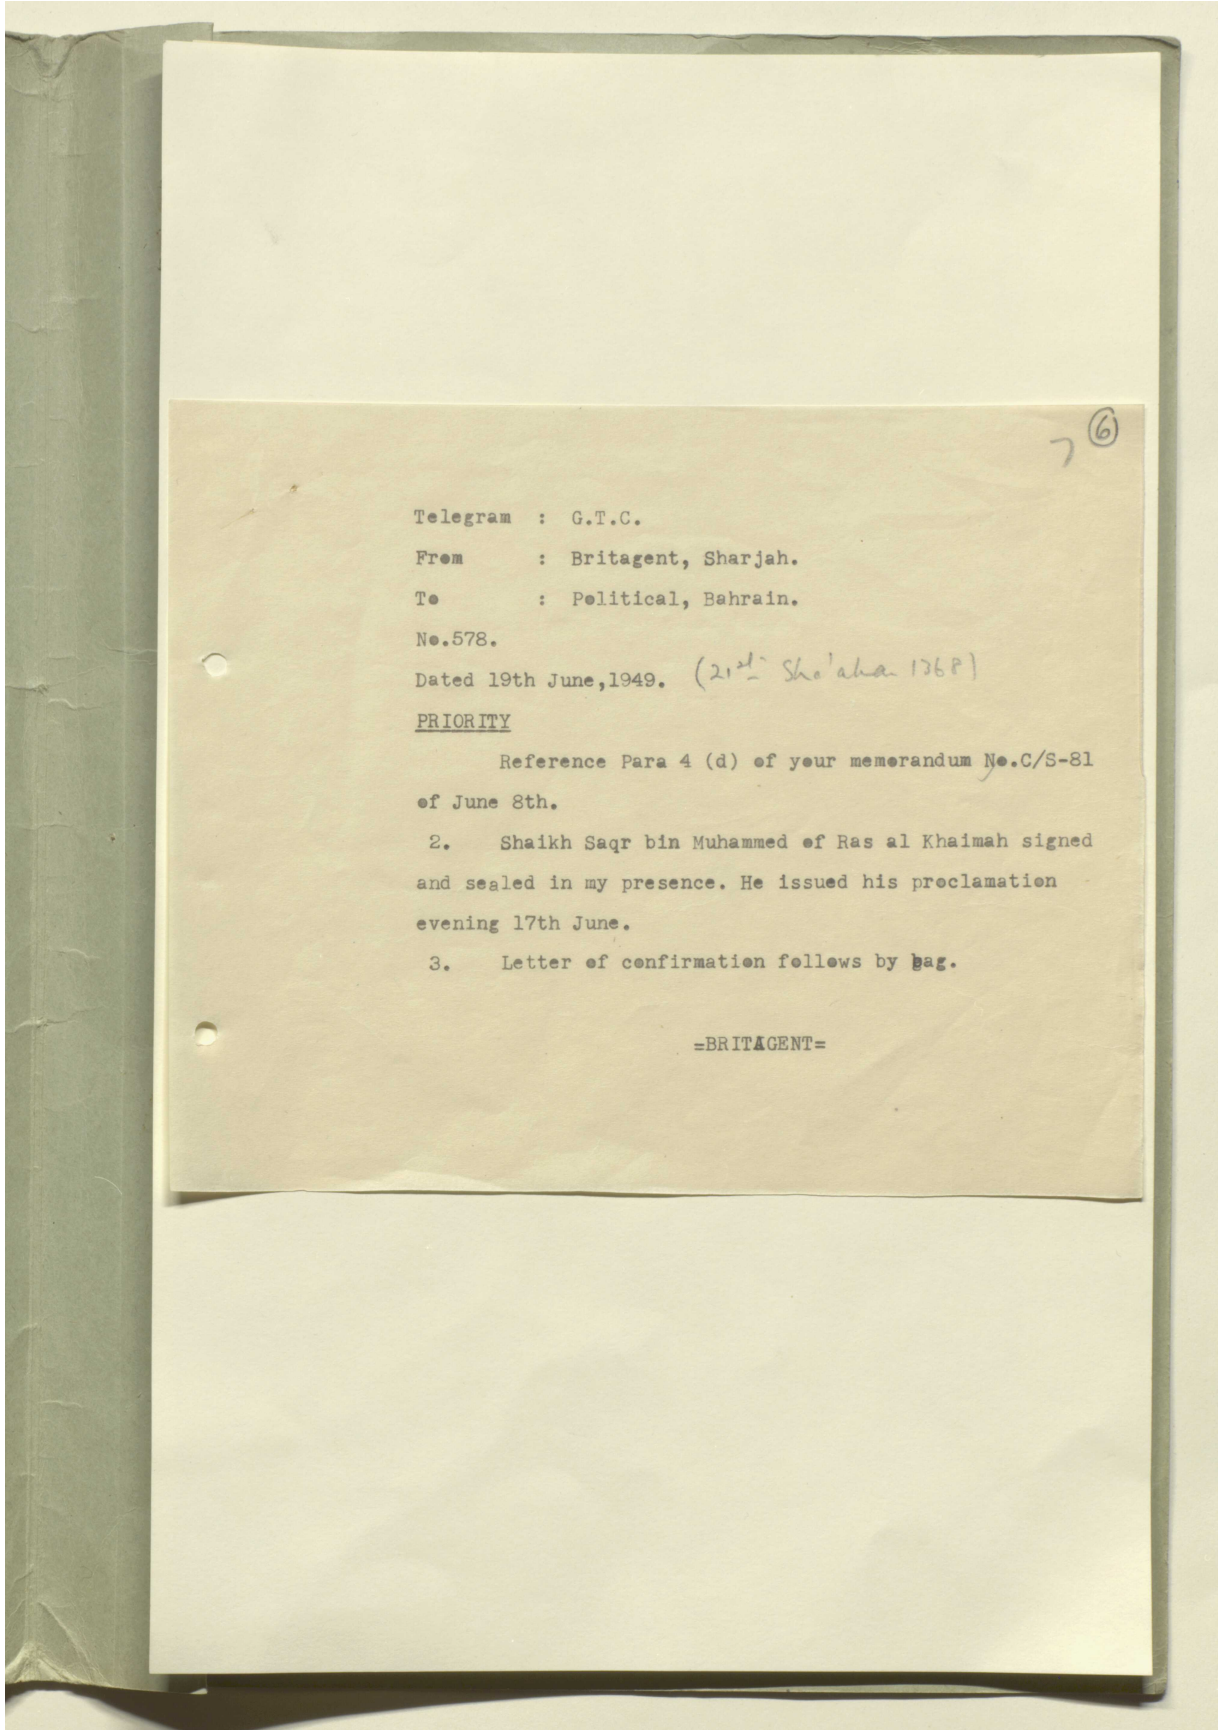 6
7
Telegram : G.T.C.
From : Britagent, Sharjah.
To : Political, Bahrain.
No.578.
Dated 19th June,1949. (21st Sha'aban 1368)
PRIORITY
Reference Para 4 (d) of your memorandum No.C/S-81
of June 8th.
2. Shaikh Saqr bin Muhammed of Ras al Khaimah signed
and sealed in my presence. He issued his proclamation
evening 17th June.
3. Letter of confirmation follows by bag.
=BRITAGENT=